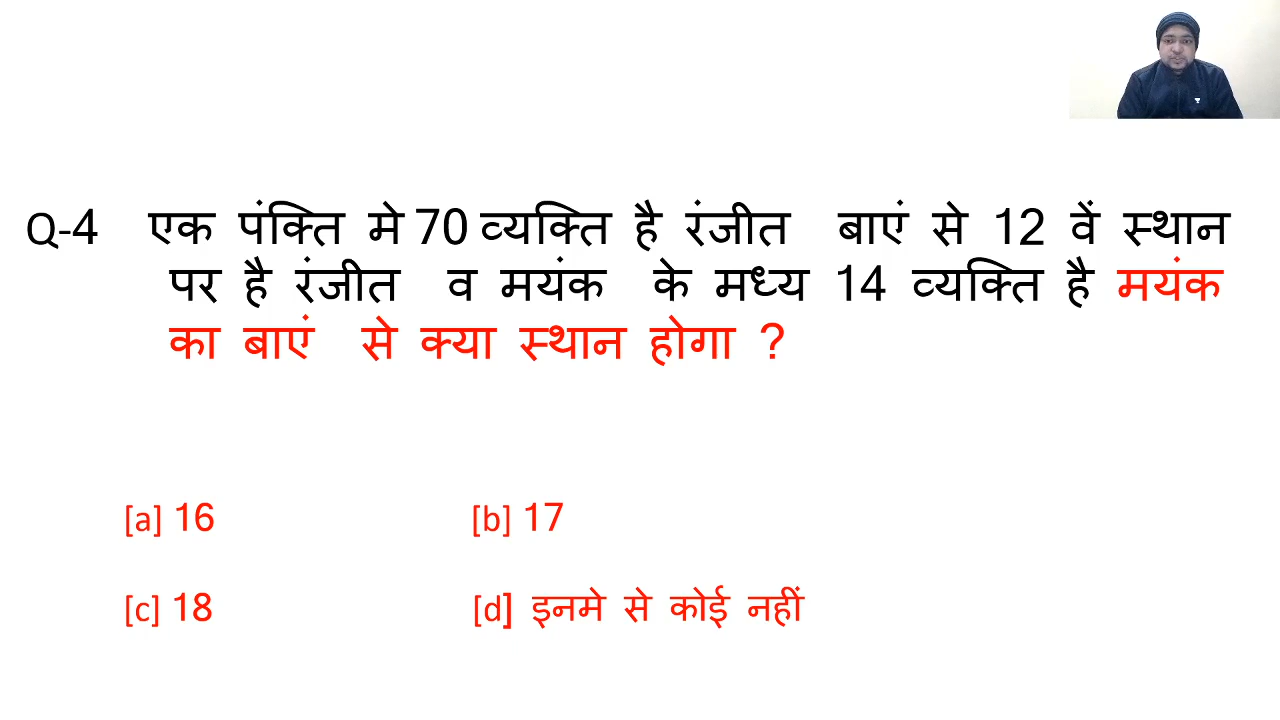 Q-4 एक पंक्ति मे 70 व्यक्ति है रंजीत बाएं से 12 वें स्थान
पर है रंजीत व मयंक के मध्य 14 व्यक्ति है मयंक
का बाएं से क्या स्थान होगा ?
[a] 16 [b] 17
[c] 18 [d] इनमे से कोई नहीं